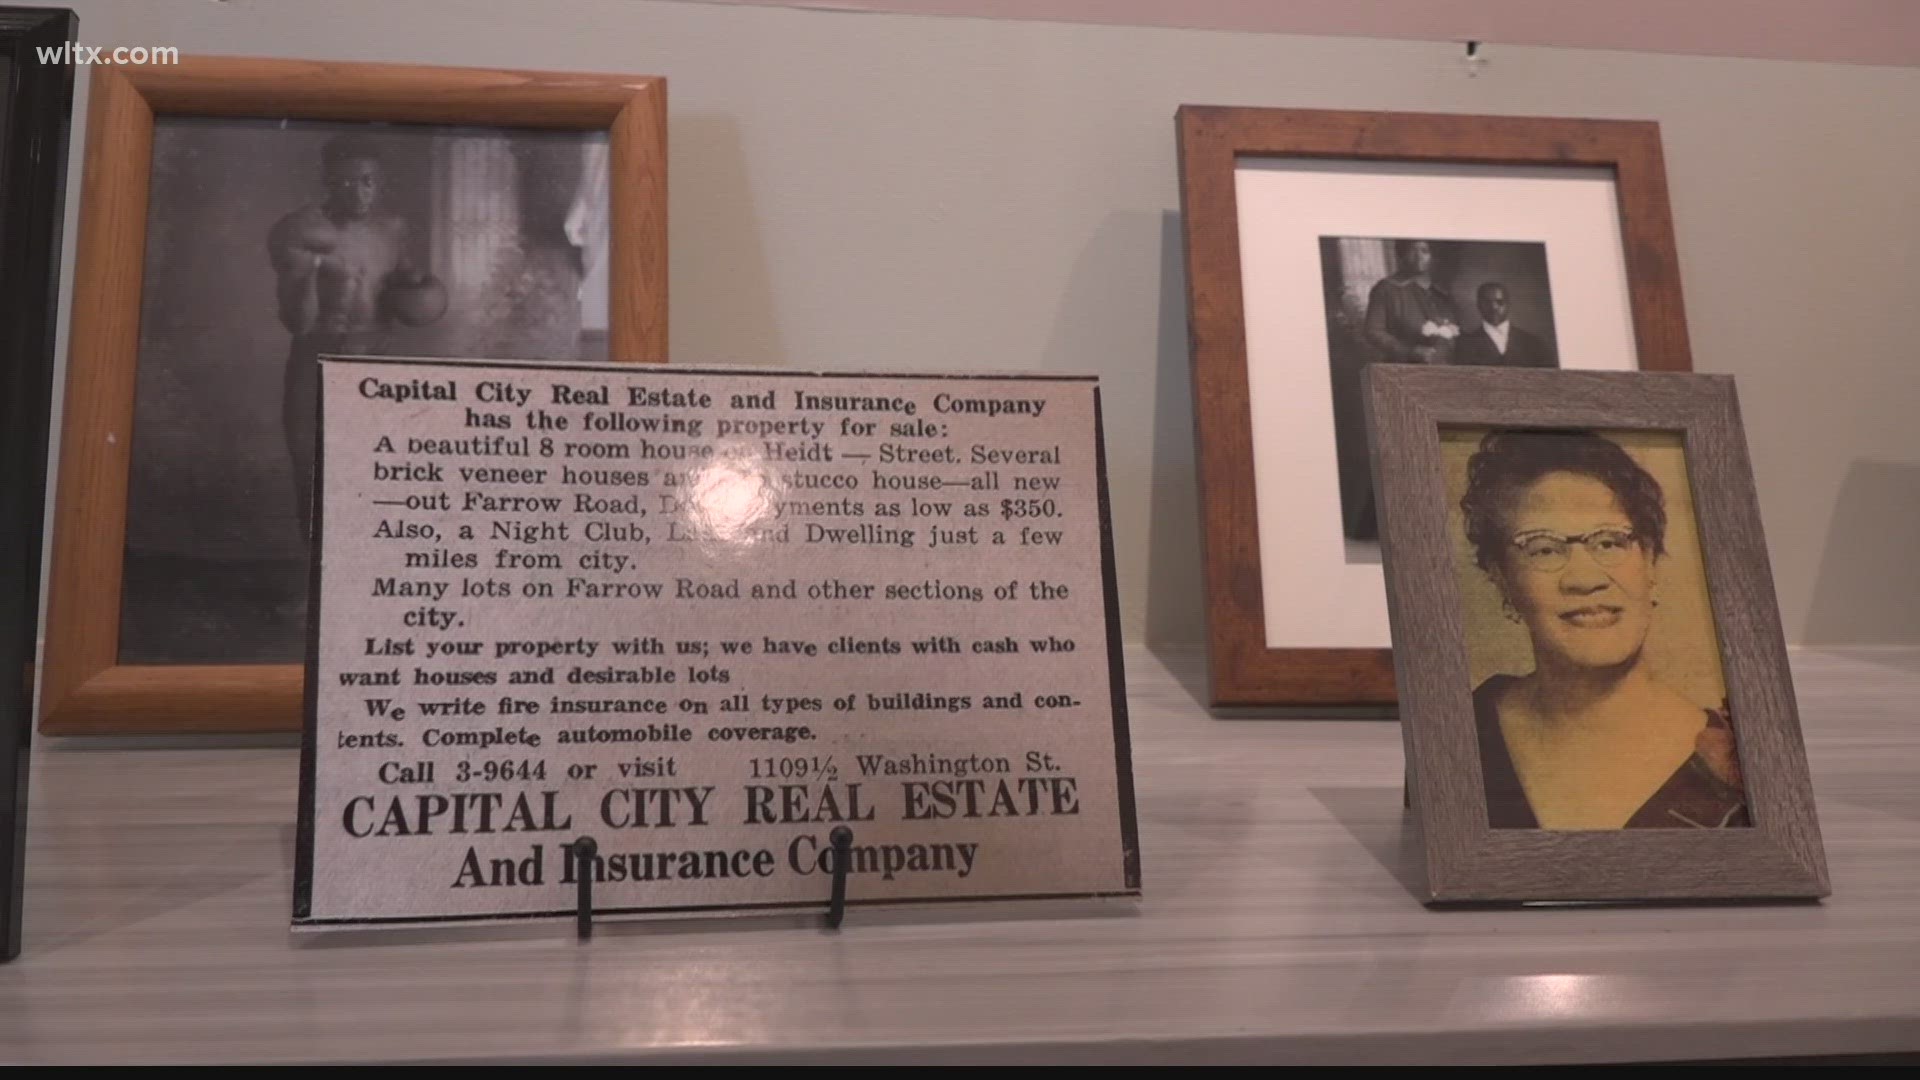 wltx.com
Capital City Real Estate and Insurance Company
has the following property for sale:
A beautiful 8 room house Heidt — Street. Several
brick veneer houses stucco house—all new
—out Farrow Road, as low as $350.
Also, a Night Club, Dwelling just a few
miles from city.
Many lots on Farrow Road and other sections of the
city.
List your property with us; we have clients with cash who
want houses and desirable lots
We write fire insurance on all types of buildings and con-
tents. Complete automobile coverage.
Call 3-9644 or visit 1109½ Washington St.
CAPITAL CITY REAL ESTATE
And Insurance Company